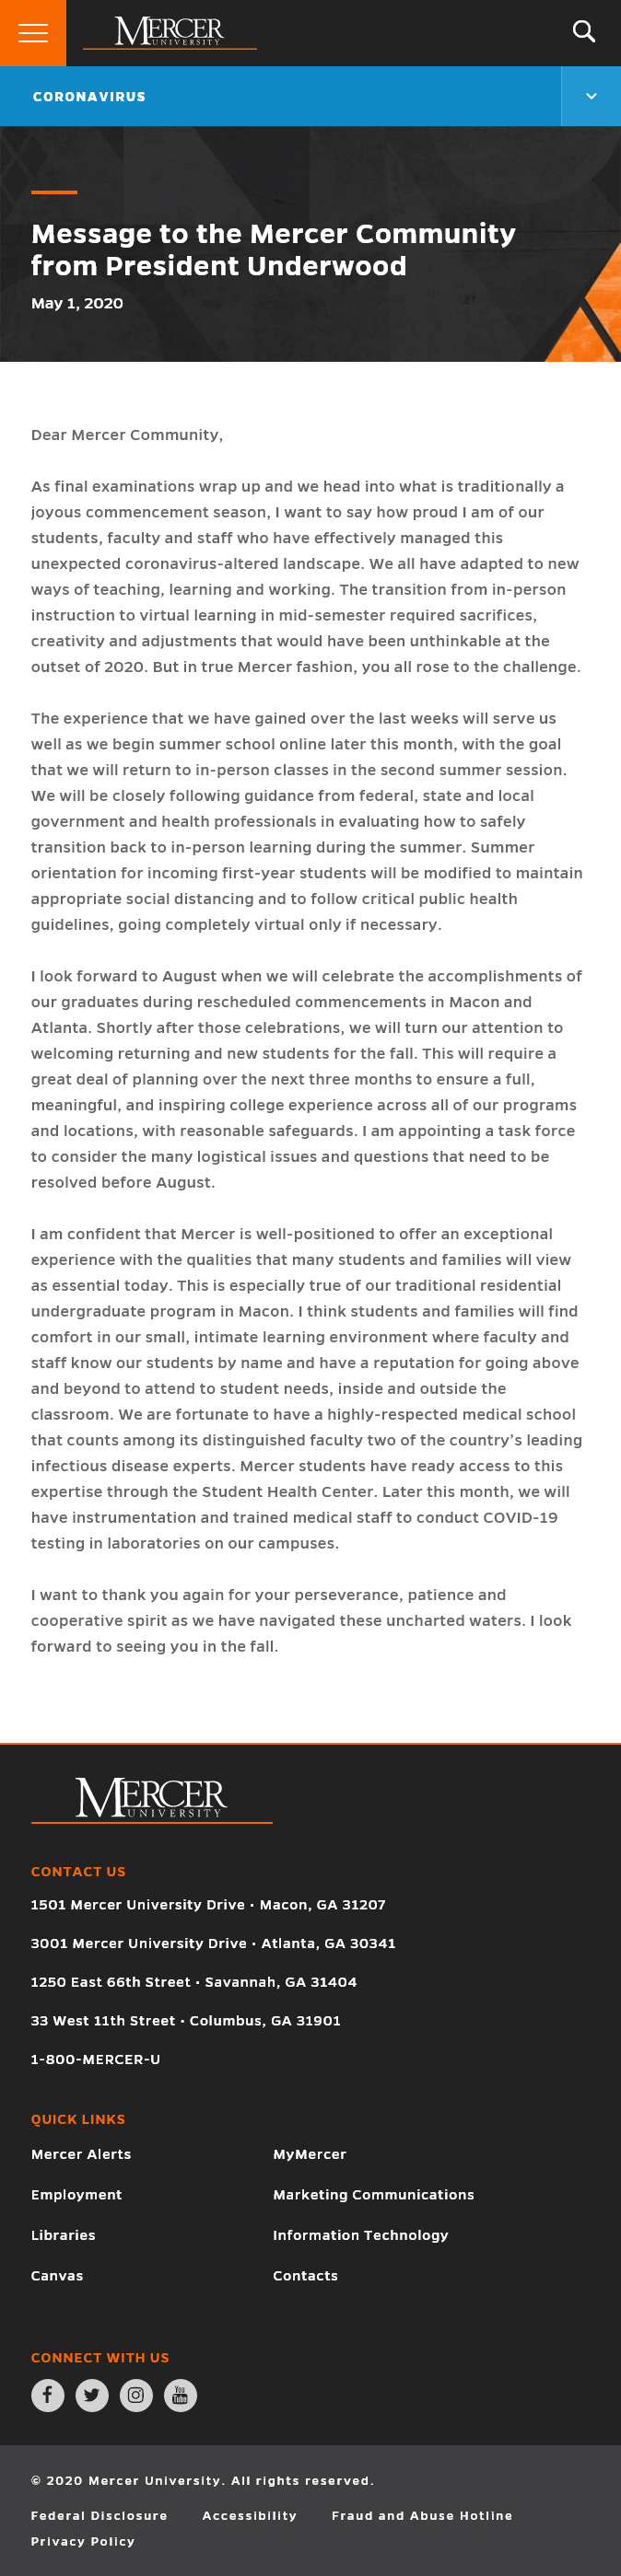 MERCER
UNIVERSITY
CORONAVIRUS
Message to the Mercer Community
from President Underwood
May 1, 2020
Dear Mercer Community,
As final examinations wrap up and we head into what is traditionally a
joyous commencement season, I want to say how proud I am of our
students, faculty and staff who have effectively managed this
unexpected coronavirus-altered landscape. We all have adapted to new
ways of teaching, learning and working. The transition from in-person
instruction to virtual learning in mid-semester required sacrifices,
creativity and adjustments that would have been unthinkable at the
outset of 2020. But in true Mercer fashion, you all rose to the challenge.
The experience that we have gained over the last weeks will serve us
well as we begin summer school online later this month, with the goal
that we will return to in-person classes in the second summer session.
We will be closely following guidance from federal, state and local
government and health professionals in evaluating how to safely
transition back to in-person learning during the summer. Summer
orientation for incoming first-year students will be modified to maintain
appropriate social distancing and to follow critical public health
guidelines, going completely virtual only if necessary.
I look forward to August when we will celebrate the accomplishments of
our graduates during rescheduled commencements in Macon and
Atlanta. Shortly after those celebrations, we will turn our attention to
welcoming returning and new students for the fall. This will require a
great deal of planning over the next three months to ensure a full,
meaningful, and inspiring college experience across all of our programs
and locations, with reasonable safeguards. I am appointing a task force
to consider the many logistical issues and questions that need to be
resolved before August.
I am confident that Mercer is well-positioned to offer an exceptional
experience with the qualities that many students and families will view
as essential today. This is especially true of our traditional residential
undergraduate program in Macon. I think students and families will find
comfort in our small, intimate learning environment where faculty and
staff know our students by name and have a reputation for going above
and beyond to attend to student needs, inside and outside the
classroom. We are fortunate to have a highly-respected medical school
that counts among its distinguished faculty two of the country’s leading
infectious disease experts. Mercer students have ready access to this
expertise through the Student Health Center. Later this month, we will
have instrumentation and trained medical staff to conduct COVID-19
testing in laboratories on our campuses.
I want to thank you again for your perseverance, patience and
cooperative spirit as we have navigated these uncharted waters. I look
forward to seeing you in the fall.
MERCER
UNIVERSITY
CONTACT US
1501 Mercer University Drive • Macon, GA 31207
3001 Mercer University Drive • Atlanta, GA 30341
1250 East 66th Street • Savannah, GA 31404
33 West 11th Street • Columbus, GA 31901
1-800-MERCER-U
QUICK LINKS
Mercer Alerts
Employment
Libraries
Canvas
MyMercer
Marketing Communications
Information Technology
Contacts
CONNECT WITH US
You
Tube
© 2020 Mercer University. All rights reserved.
Federal Disclosure Accessibility Fraud and Abuse Hotline
Privacy Policy